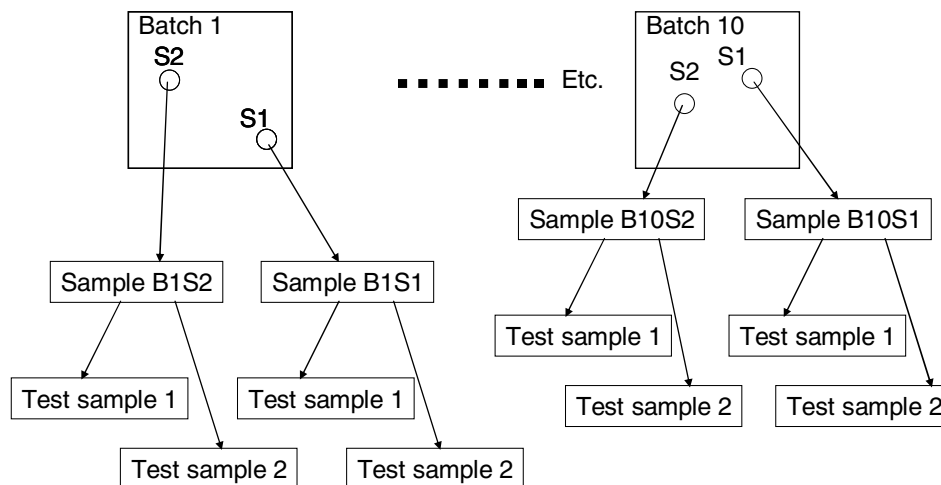 Batch 1
S2
S1
Etc.
Batch 10
S1
S2
Sample B1S2
Sample B1S1
Test sample 1
Test sample 1
Test sample 2
Test sample 2
Sample B10S2
Sample B10S1
Test sample 1
Test sample 1
Test sample 2
Test sample 2